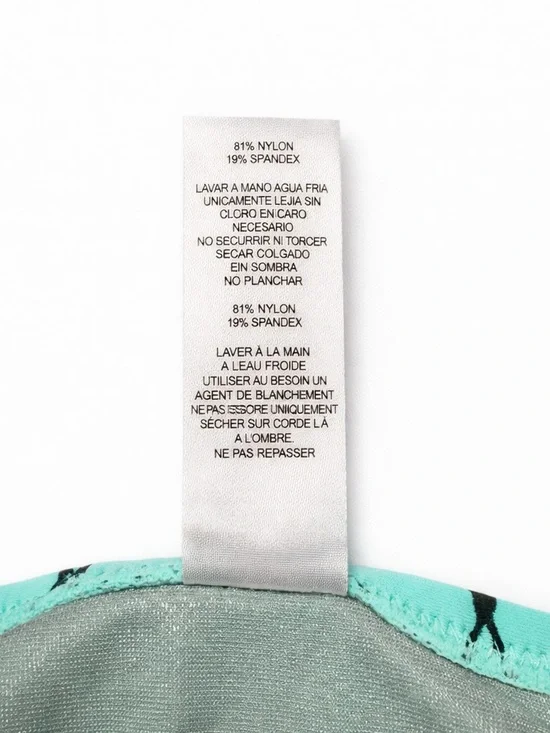 81% NYLON
19% SPANDEX
LAVAR A MANO AGUA FRIA
UNICAMENTE LEJIA SIN
CLORO EN CARO
NECESARIO
NO SECURRIR NI TORCER
SECAR COLGADO
EIN SOMBRA
NO PLANCHAR
81% NYLON
19% SPANDEX
LAVER À LA MAIN
A LEAU FROIDE
UTILISER AU BESOIN UN
AGENT DE BLANCHEMENT
NE PAS ESSORE UNIIQUEMENT
SÉCHER SUR CORDE LÀ
A L'OMBRE.
NE PAS REPASSER